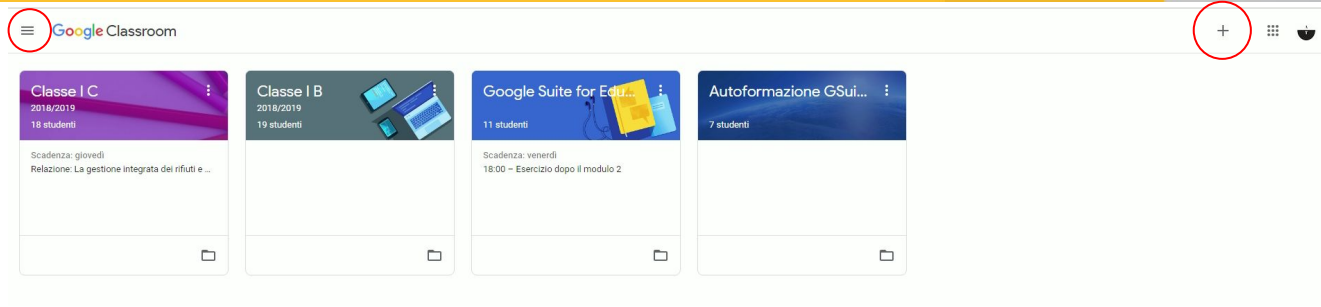 Google Classroom
Classe I C
2018/2019
18 studenti
Scadenza: giovedì
Relazione: La gestione integrata dei rifiuti e ...
Classe I B
2018/2019
19 studenti
Google Suite for Edu...
11 studenti
Scadenza: venerdì
18:00 – Esercizio dopo il modulo 2
Autoformazione GSui...
7 studenti